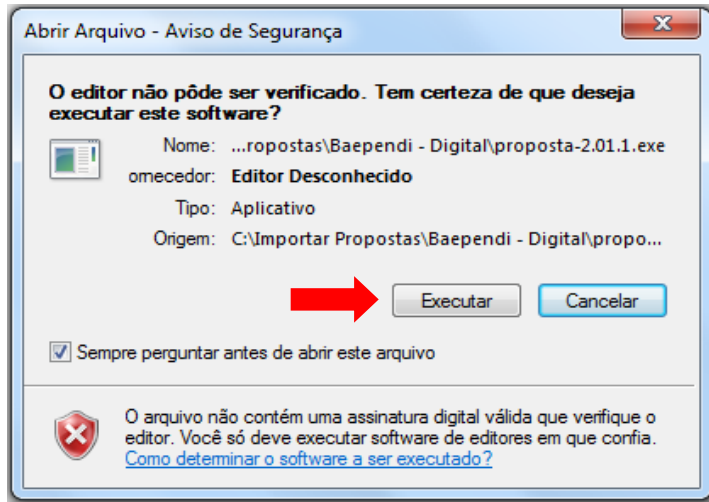 Abrir Arquivo - Aviso de Segurança
X
O editor não pôde ser verificado. Tem certeza de que deseja
executar este software?
Nome: ...ropostas\Baependi - Digital\proposta-2.01.1.exe
omecedor: Editor Desconhecido
Tipo: Aplicativo
Origem: C:\Importar Propostas\Baependi - Digital\propo...
Executar Cancelar
Sempre perguntar antes de abrir este arquivo
O arquivo não contém uma assinatura digital válida que verifique o
editor. Você só deve executar software de editores em que confia.
Como determinar o software a ser executado?